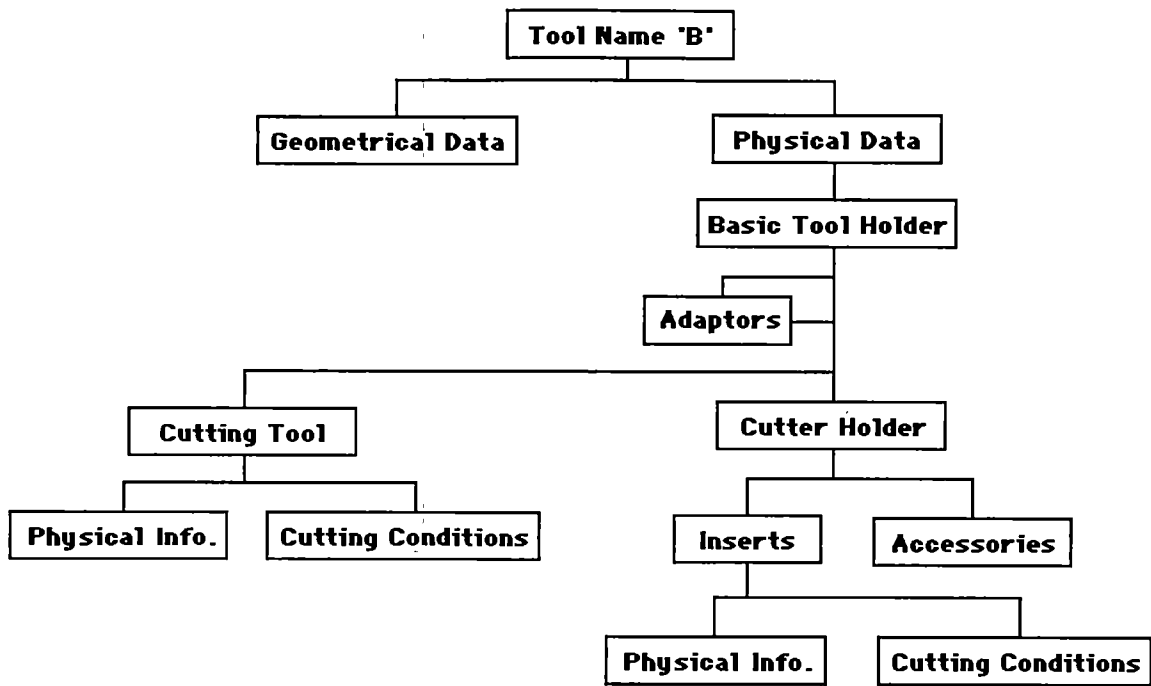 Tool Name "B"
Geometrical Data
Physical Data
Basic Tool Holder
Adaptors
Cutting Tool
Cutter Holder
Physical Info.
Cutting Conditions
Inserts
Accessories
Physical Info.
Cutting Conditions